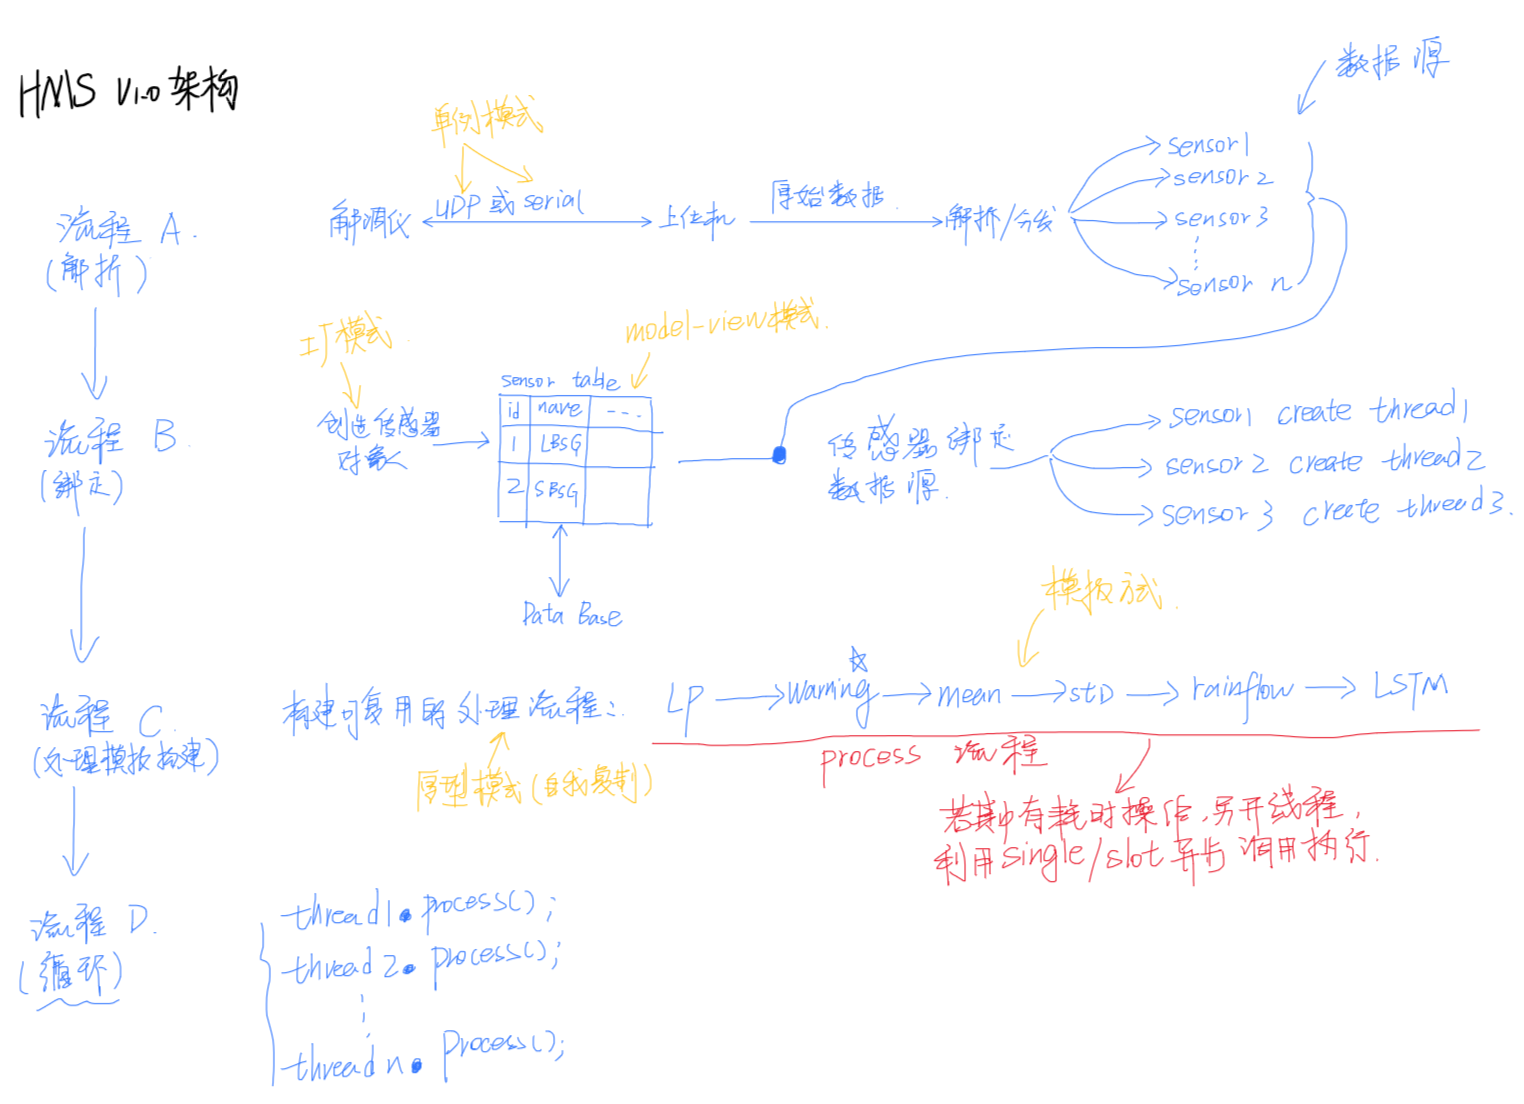 HMS V1.0 架构
数据源
单例模式
流程 A.
(解析)
解调仪
UDP 或 serial
上位机
原始数据
解析/分线
sensor1
sensor2
sensor3
sensor n
工厂模式
model-view模式.
流程 B.
(绑定)
创造传感器
对象
sensor table
id name ---
1 LBSG
2 SBSG
Data Base
传感器绑定
数据源.
sensor1 create thread1
sensor2 create thread2
sensor3 create thread3.
模板方式.
流程 C.
(处理模板构建)
构建可复用的处理流程:
LP
Warning
mean
stD
rainflow
LSTM
原型模式(自我复制)
process 流程
若其中有耗时操作,另开线程,
利用single/slot异步调用执行.
流程 D.
(循环)
thread1.process();
thread2.process();
thread n.process();